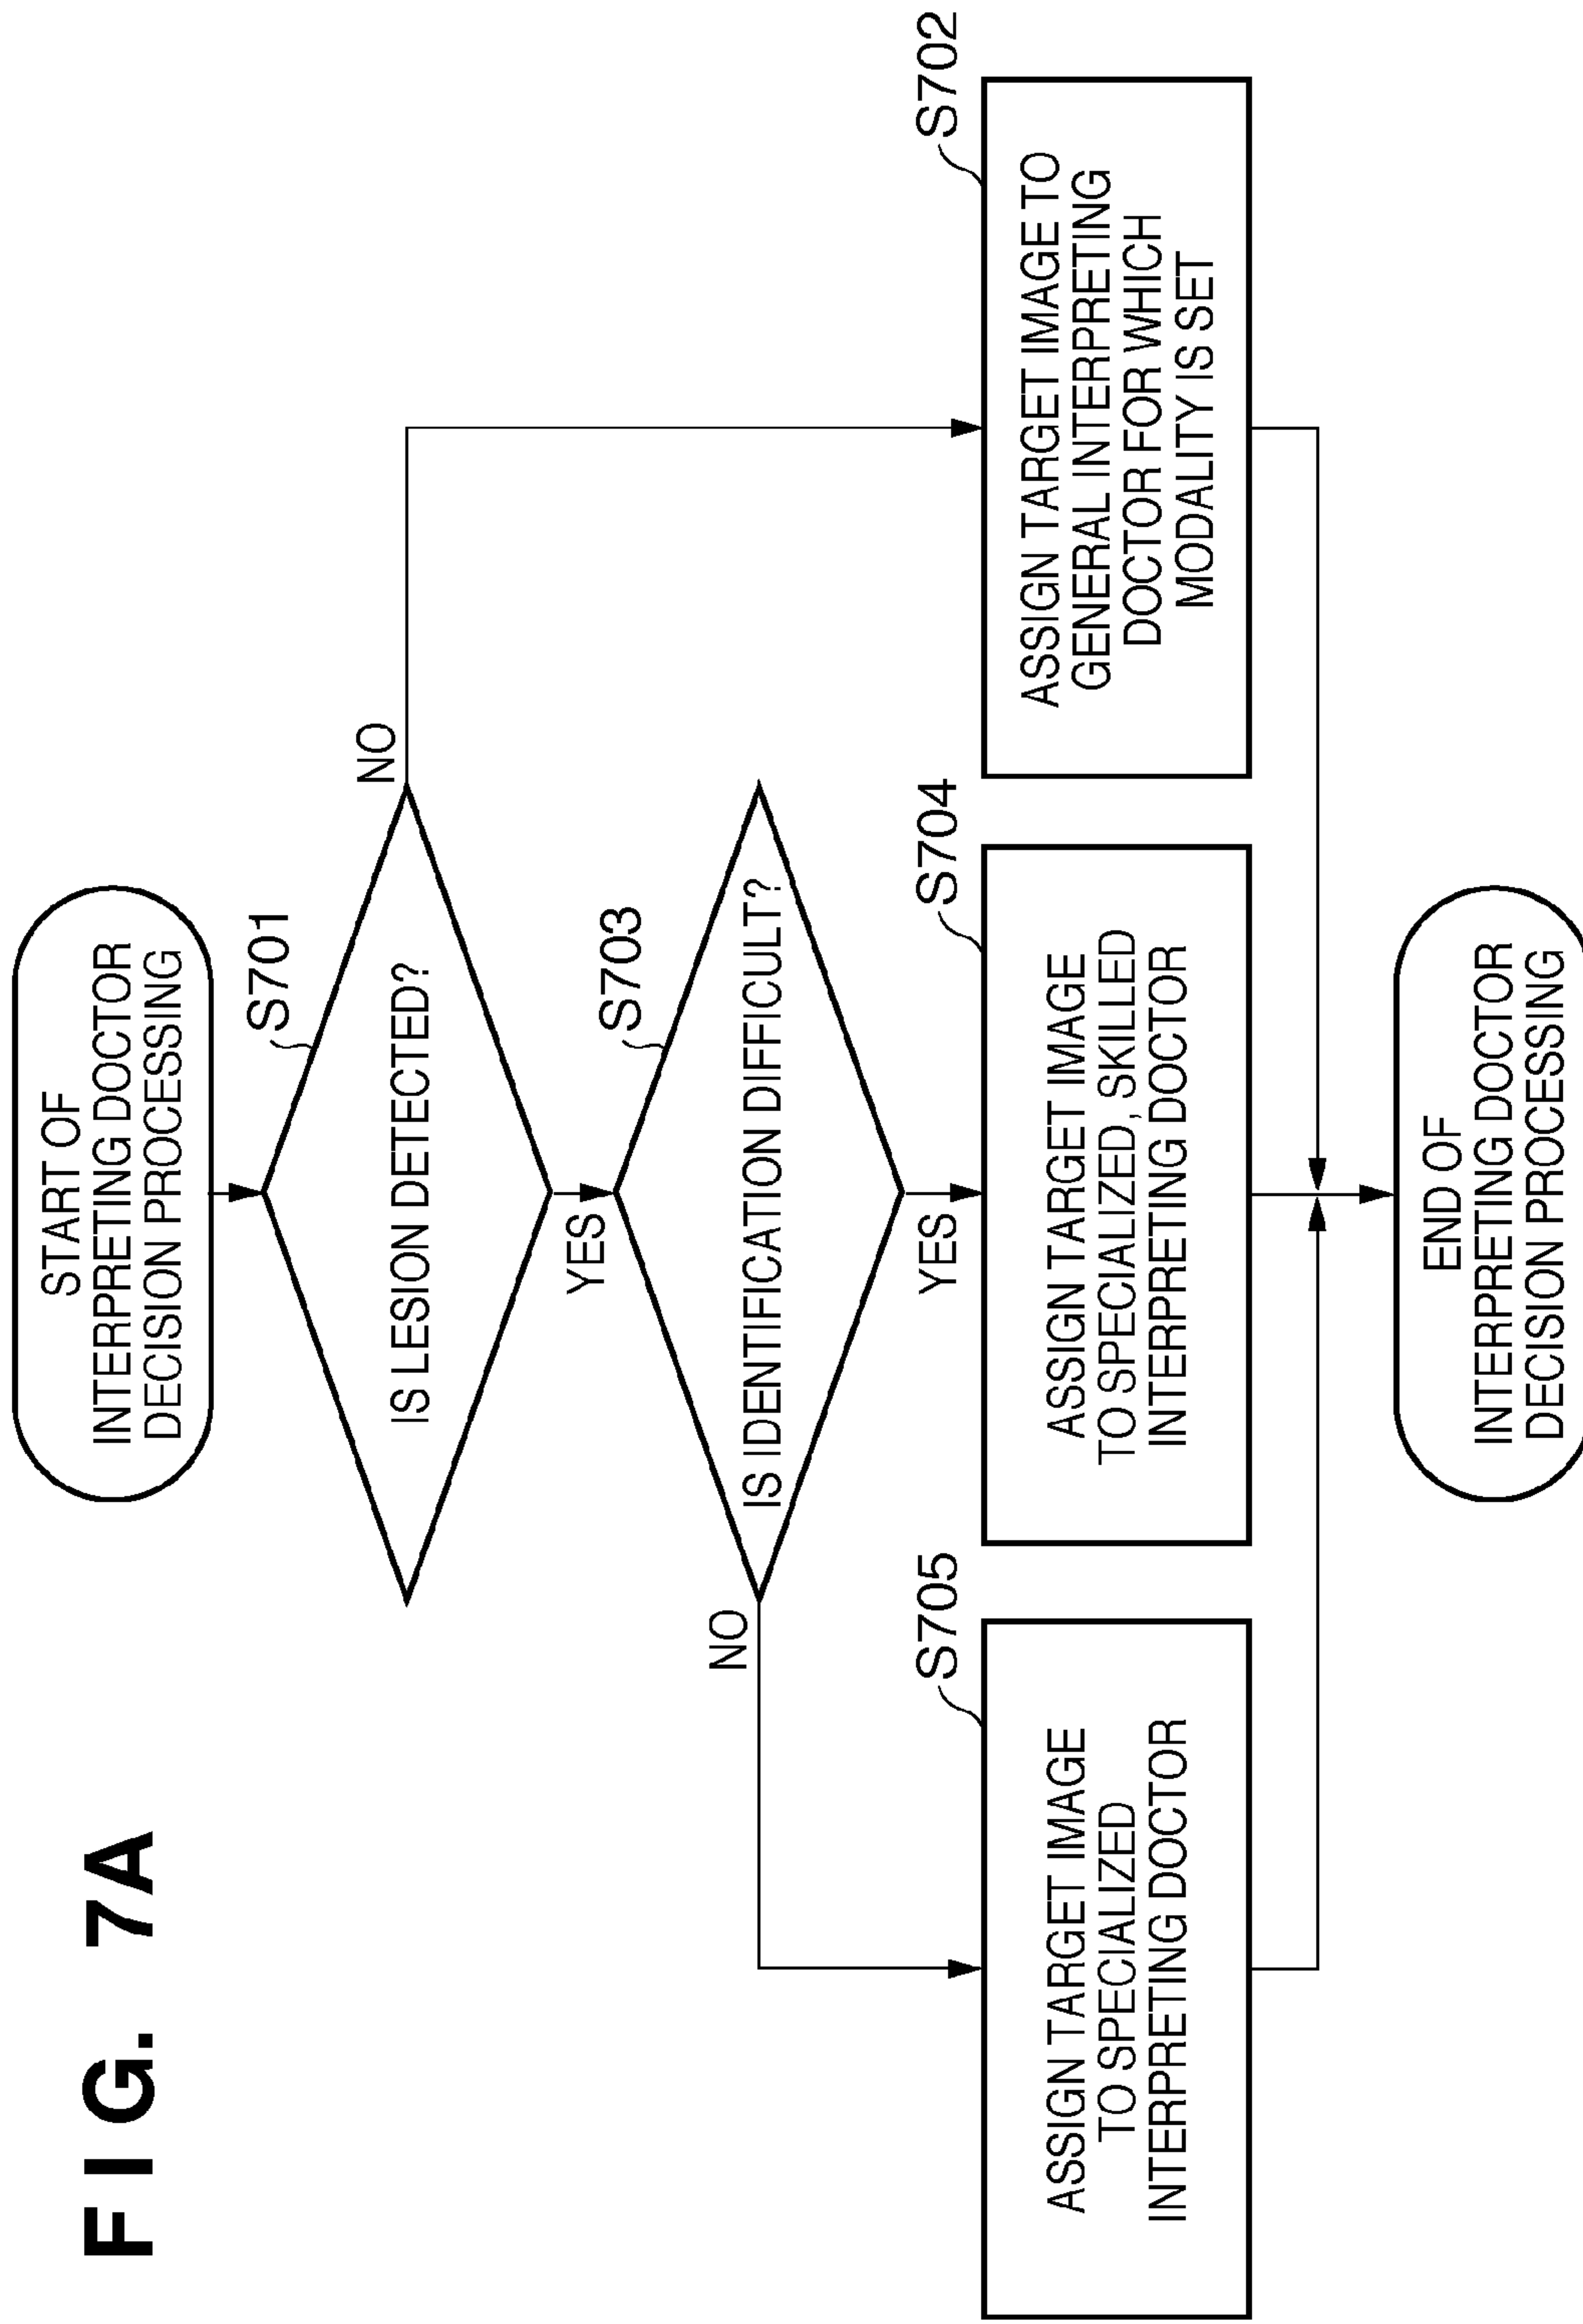 FIG. 7A
START OF
INTERPRETING DOCTOR
DECISION PROCESSING
S701
IS LESION DETECTED?
NO
YES
S703
IS IDENTIFICATION DIFFICULT?
NO
YES
S705
ASSIGN TARGET IMAGE
TO SPECIALIZED
INTERPRETING DOCTOR
S704
ASSIGN TARGET IMAGE
TO SPECIALIZED, SKILLED
INTERPRETING DOCTOR
S702
ASSIGN TARGET IMAGE TO
GENERAL INTERPRETING
DOCTOR FOR WHICH
MODALITY IS SET
END OF
INTERPRETING DOCTOR
DECISION PROCESSING